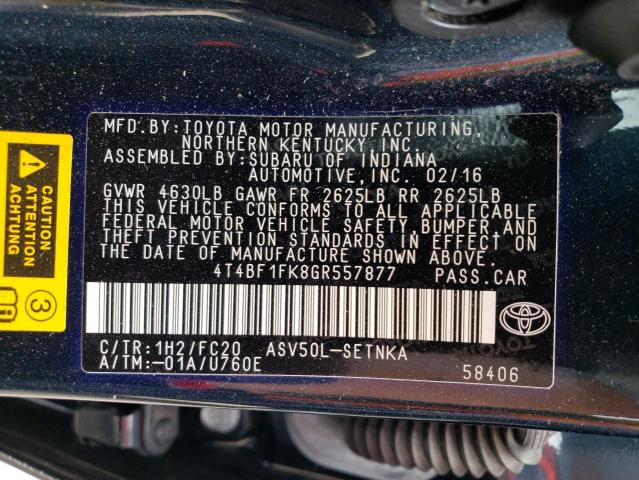 MFD.BY:TOYOTA MOTOR MANUFACTURING,
NORTHERN KENTUCKY,INC.
ASSEMBLED BY:SUBARU OF INDIANA
AUTOMOTIVE,INC. 02/16
GVWR 4630LB GAWR FR 2625LB RR 2625LB
THIS VEHICLE CONFORMS TO ALL APPLICABLE
FEDERAL MOTOR VEHICLE SAFETY,BUMPER,AND
THEFT PREVENTION STANDARDS IN EFFECT ON
THE DATE OF MANUFACTURE SHOWN ABOVE.
4T4BF1FK8GR557877 PASS.CAR
C/TR:1H2/FC20 ASV50L-SETNKA
A/TM:-01A/U760E
58406
TOYOTA
CAUTION
ATTENTION
ACHTUNG
3